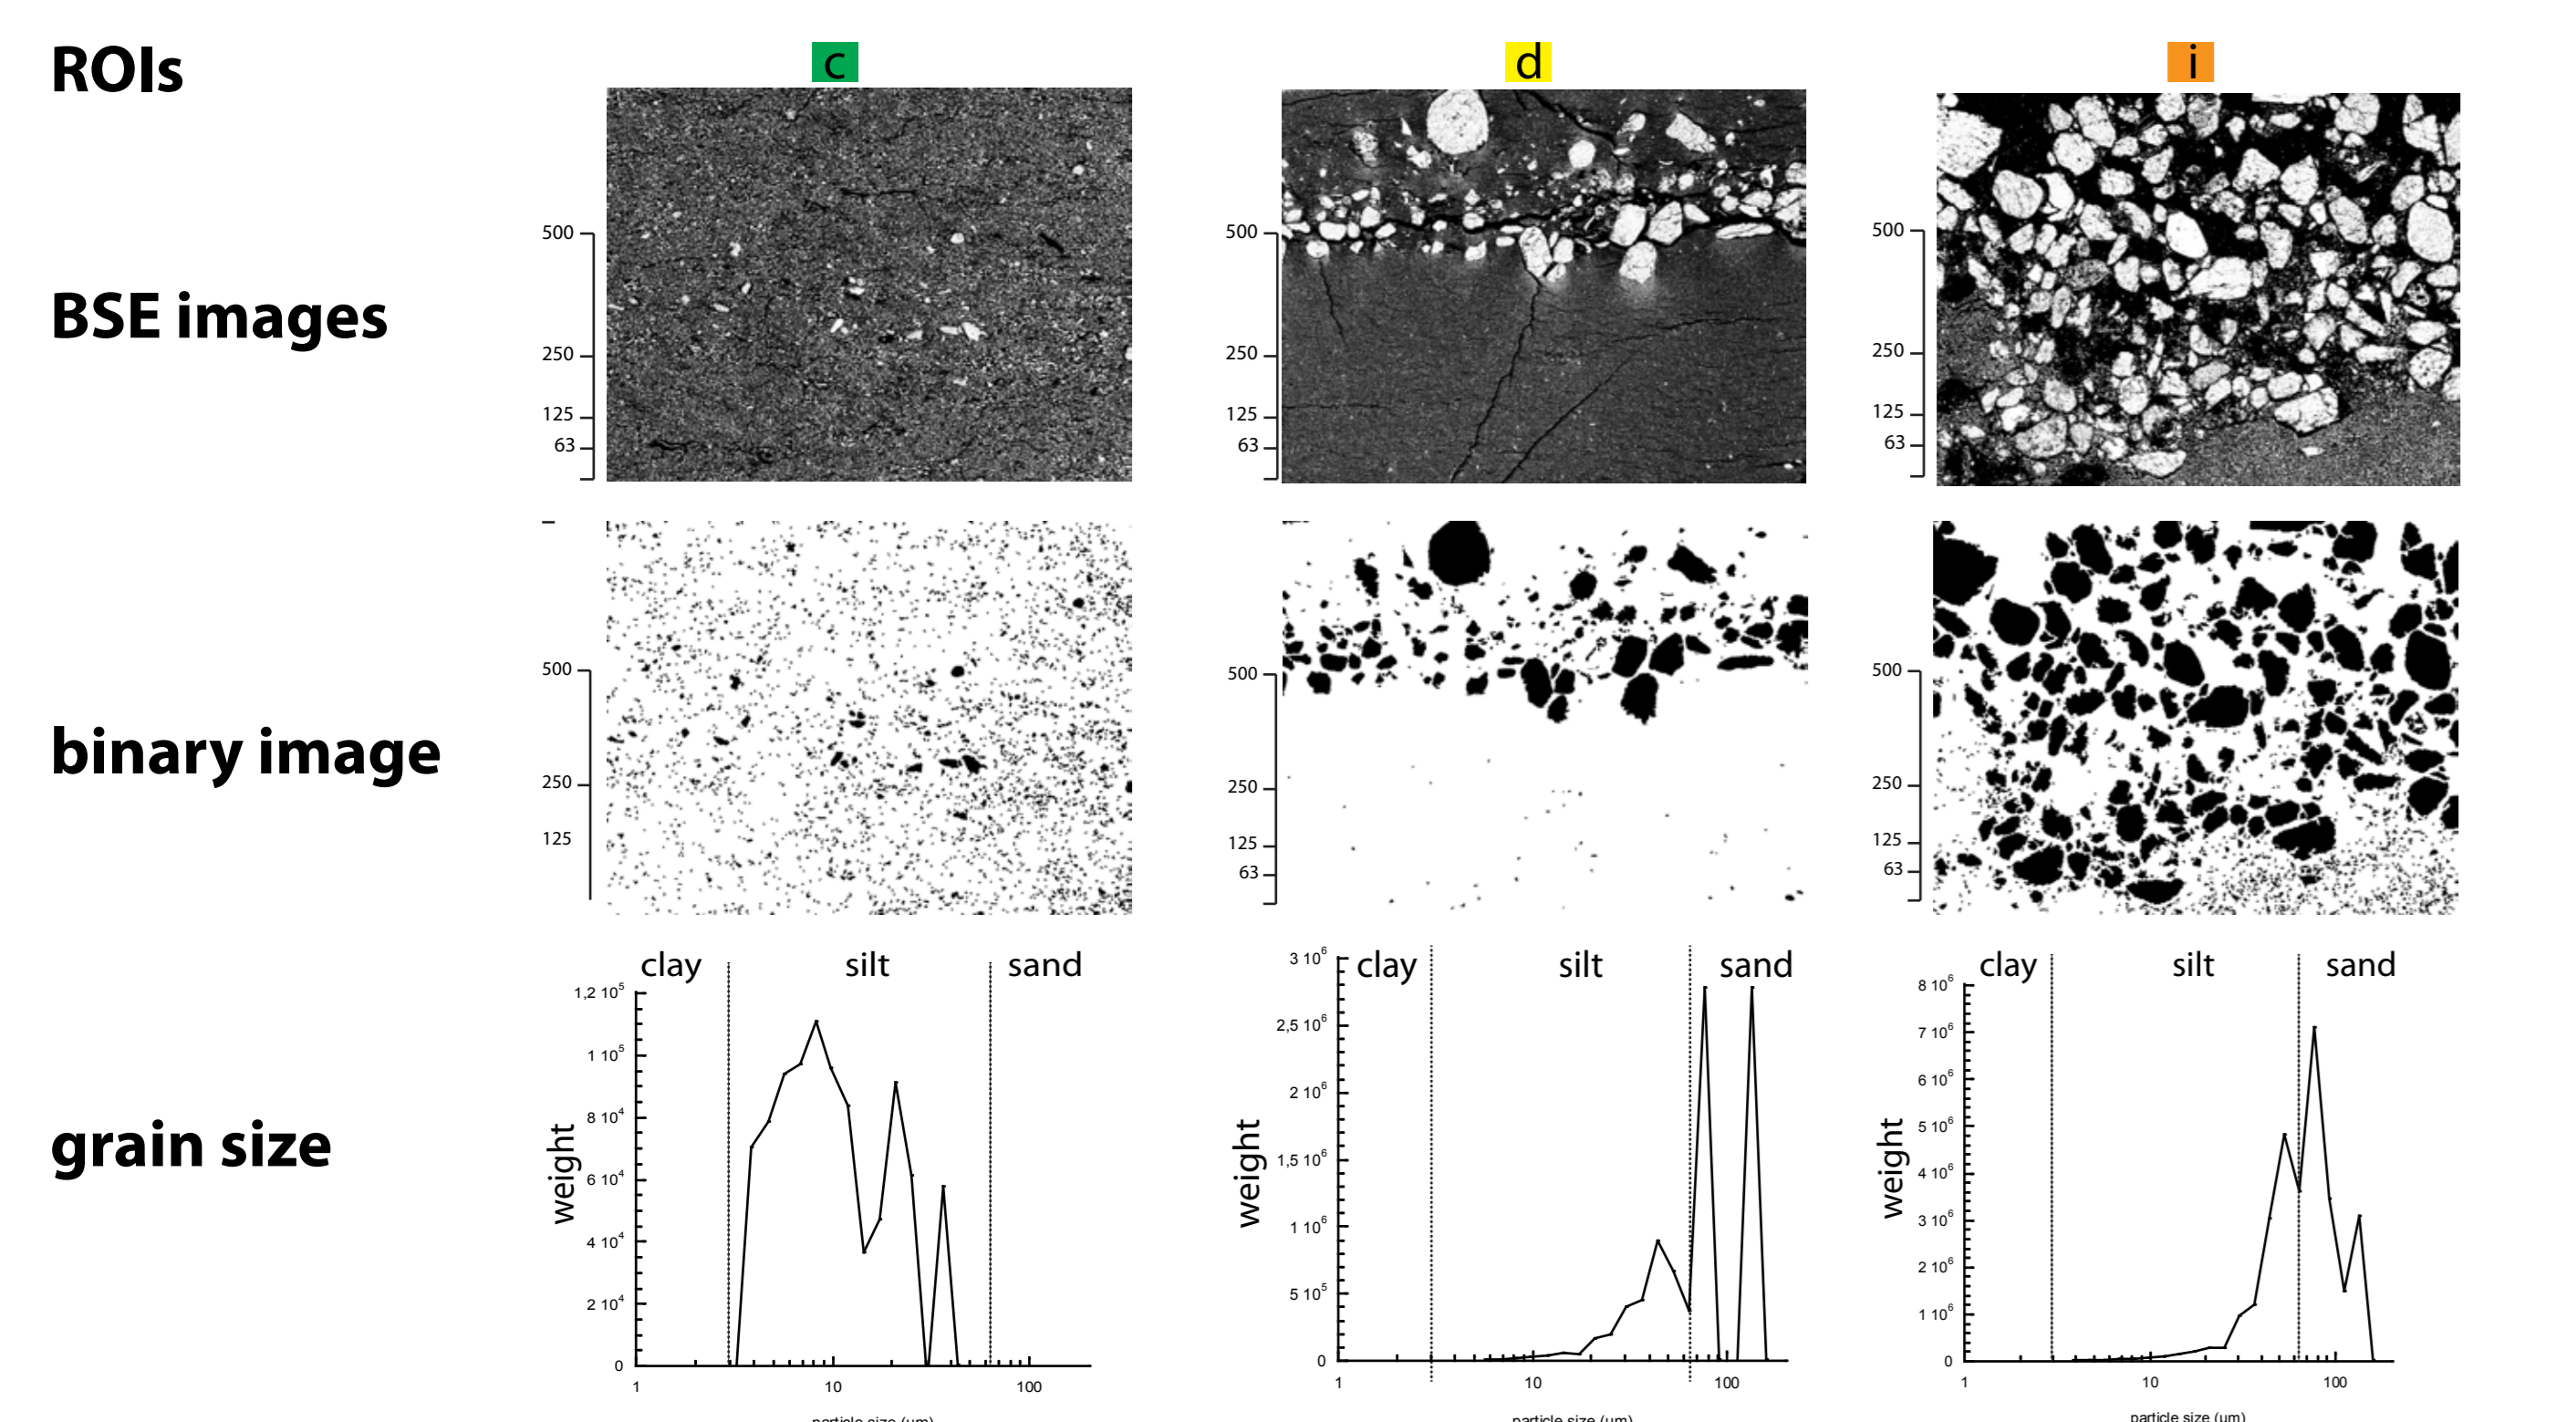 ROIs
c
d
i
BSE images
500
250
125
63
500
250
125
63
500
250
125
63
binary image
500
250
125
500
250
125
63
500
250
125
63
grain size
clay silt sand
weight
1,2 10⁵
1 10⁵
8 10⁴
6 10⁴
4 10⁴
2 10⁴
0
1 10 100
particle size (um)
clay silt sand
weight
3 10⁶
2,5 10⁶
2 10⁶
1,5 10⁶
1 10⁶
5 10⁵
0
1 10 100
particle size (um)
clay silt sand
weight
8 10⁶
7 10⁶
6 10⁶
5 10⁶
4 10⁶
3 10⁶
2 10⁶
1 10⁶
0
1 10 100
particle size (um)